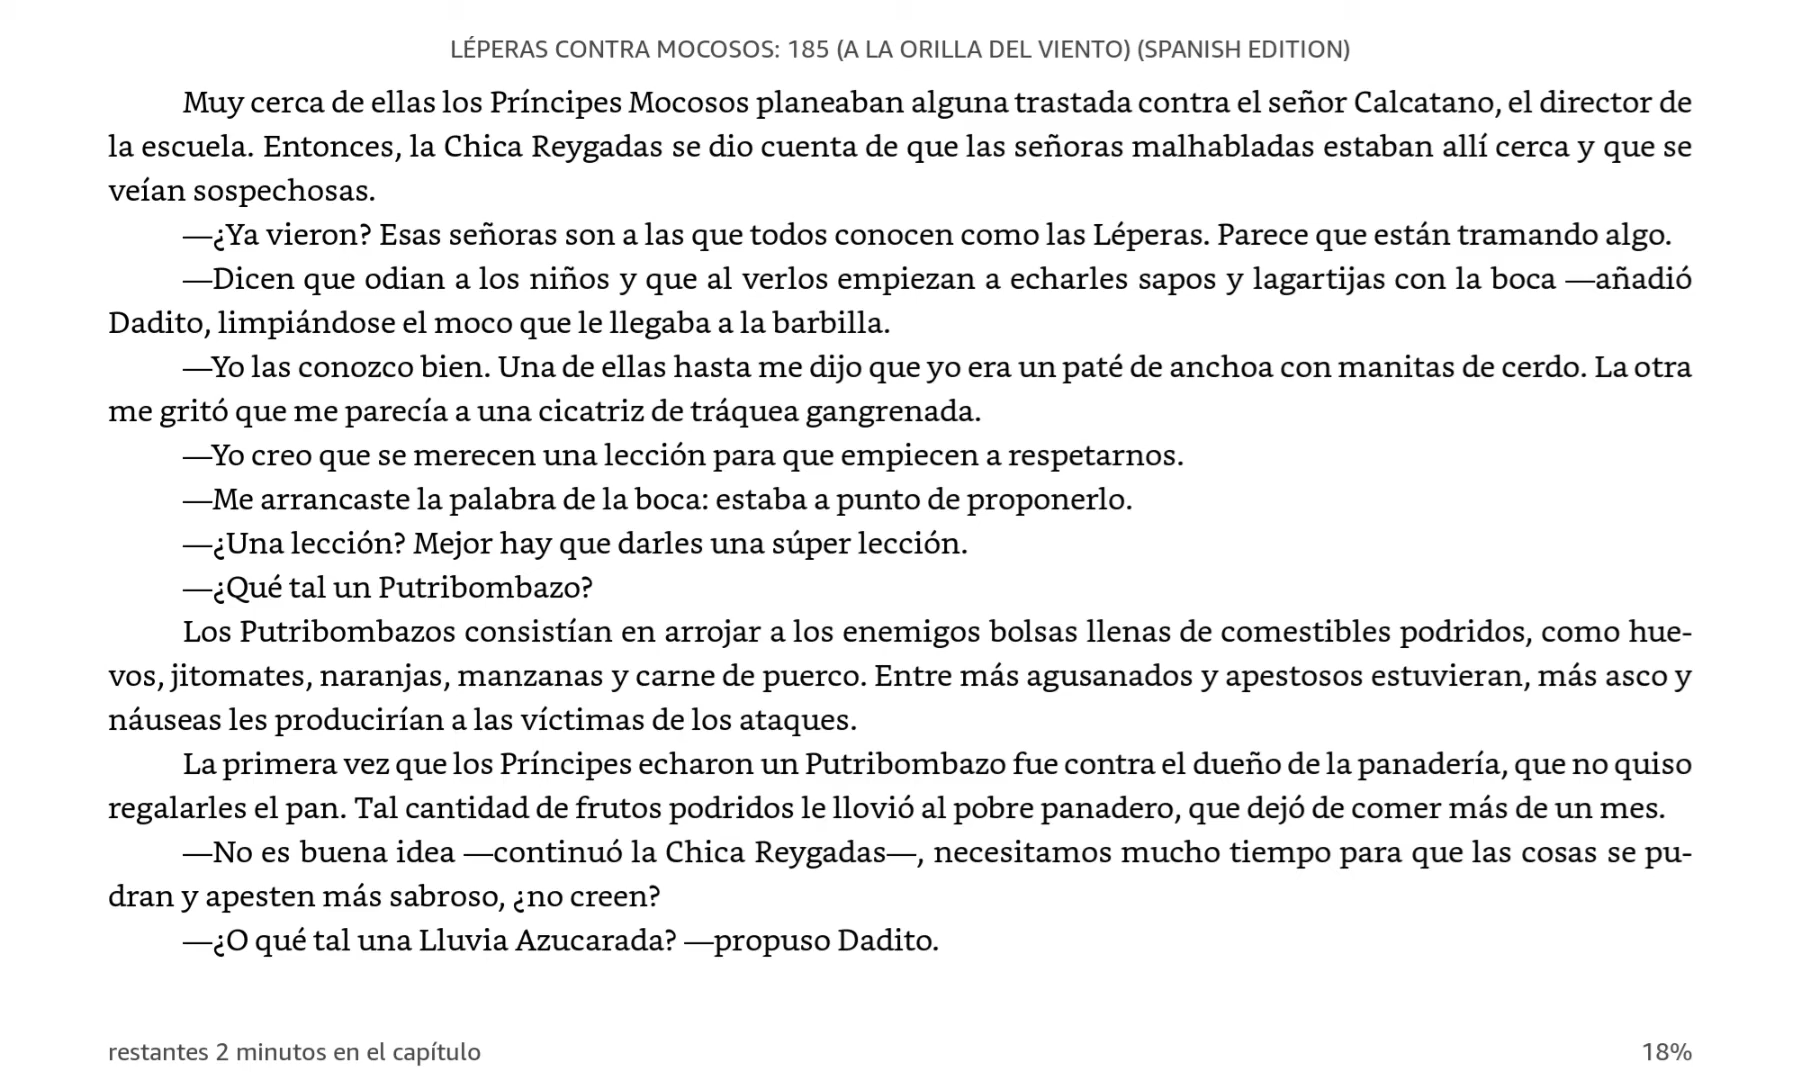 LÉPERAS CONTRA MOCOSOS: 185 (A LA ORILLA DEL VIENTO) (SPANISH EDITION)
Muy cerca de ellas los Príncipes Mocosos planeaban alguna trastada contra el señor Calcatano, el director de
la escuela. Entonces, la Chica Reygadas se dio cuenta de que las señoras malhabladas estaban allí cerca y que se
veían sospechosas.
—¿Ya vieron? Esas señoras son a las que todos conocen como las Léperas. Parece que están tramando algo.
—Dicen que odian a los niños y que al verlos empiezan a echarles sapos y lagartijas con la boca —añadió
Dadito, limpiándose el moco que le llegaba a la barbilla.
—Yo las conozco bien. Una de ellas hasta me dijo que yo era un paté de anchoa con manitas de cerdo. La otra
me gritó que me parecía a una cicatriz de tráquea gangrenada.
—Yo creo que se merecen una lección para que empiecen a respetarnos.
—Me arrancaste la palabra de la boca: estaba a punto de proponerlo.
—¿Una lección? Mejor hay que darles una súper lección.
—¿Qué tal un Putribombazo?
Los Putribombazos consistían en arrojar a los enemigos bolsas llenas de comestibles podridos, como hue-
vos, jitomates, naranjas, manzanas y carne de puerco. Entre más agusanados y apestosos estuvieran, más asco y
náuseas les producirían a las víctimas de los ataques.
La primera vez que los Príncipes echaron un Putribombazo fue contra el dueño de la panadería, que no quiso
regalarles el pan. Tal cantidad de frutos podridos le llovió al pobre panadero, que dejó de comer más de un mes.
—No es buena idea —continuó la Chica Reygadas—, necesitamos mucho tiempo para que las cosas se pu-
dran y apesten más sabroso, ¿no creen?
—¿O qué tal una Lluvia Azucarada? —propuso Dadito.
restantes 2 minutos en el capítulo
18%